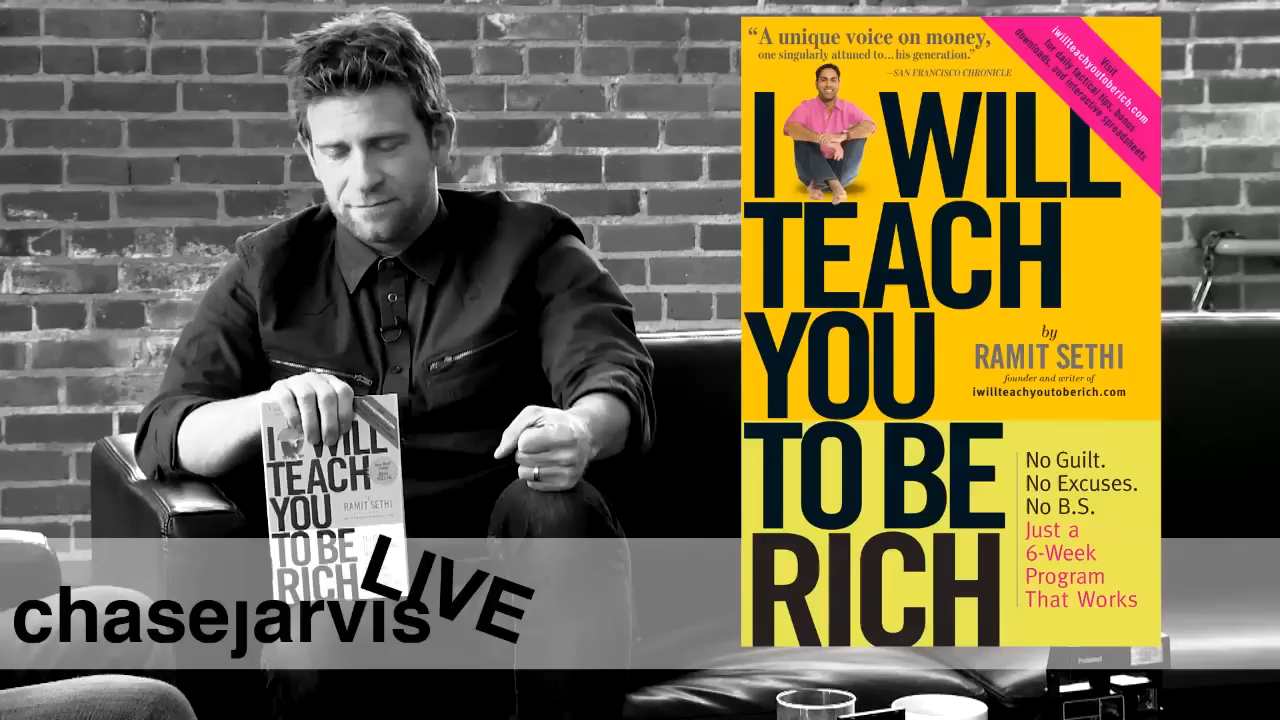 “A unique voice on money,
one singularly attuned to... his generation.”
—SAN FRANCISCO CHRONICLE
Visit
iwillteachyoutoberich.com
for daily tactical tips, bonus
downloads, and interactive spreadsheets
I WILL
TEACH
YOU
TO BE
RICH
by
RAMIT SETHI
founder and writer of
iwillteachyoutoberich.com
No Guilt.
No Excuses.
No B.S.
Just a
6-Week
Program
That Works
I WILL
TEACH
YOU
RAMIT SETHI
TO BE
RICH
chasejarvis LIVE